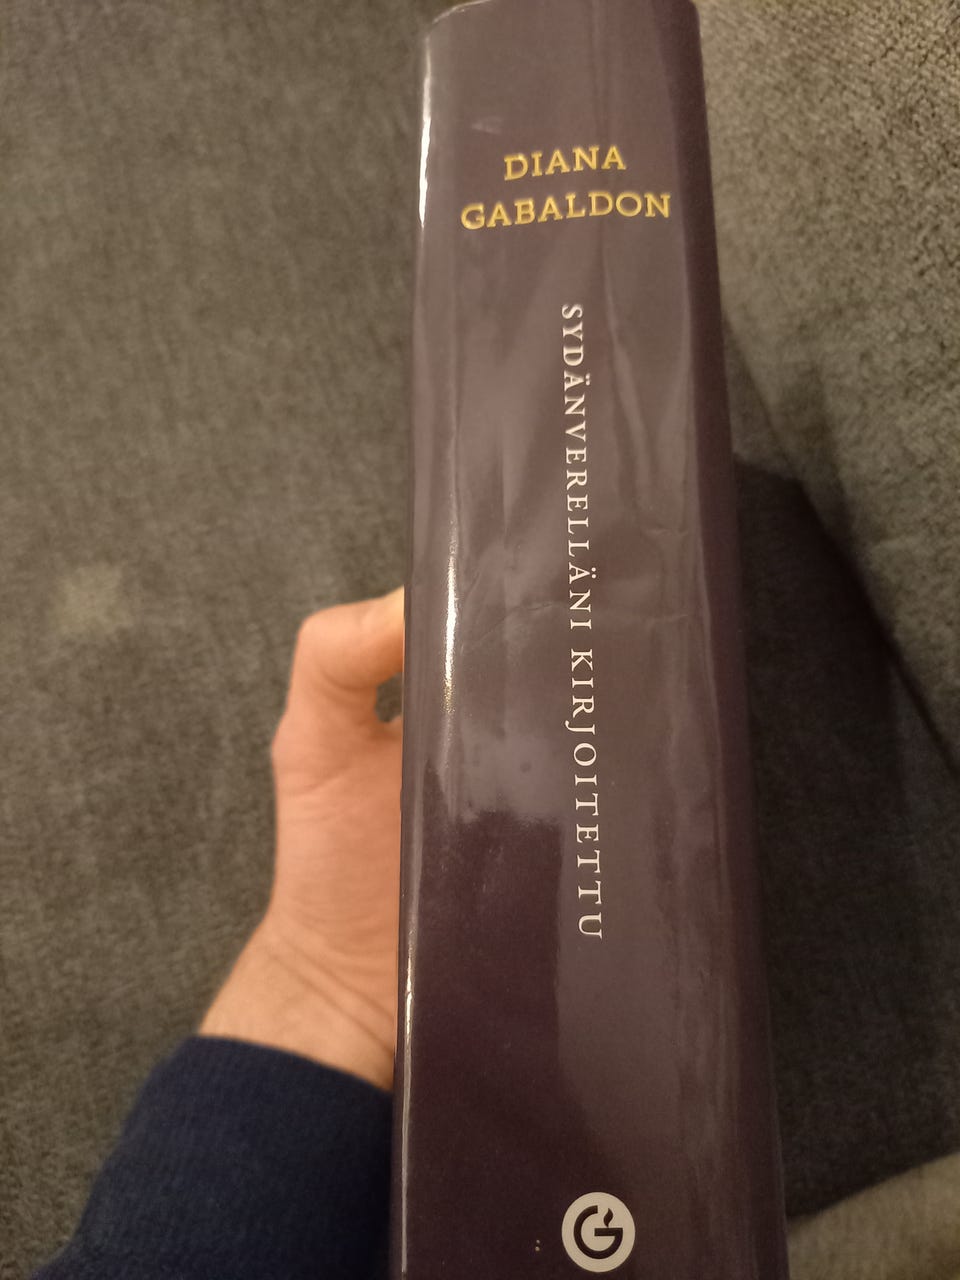 DIANA
GABALDON
SYDÄNVERELLÄNI KIRJOITETTU
G